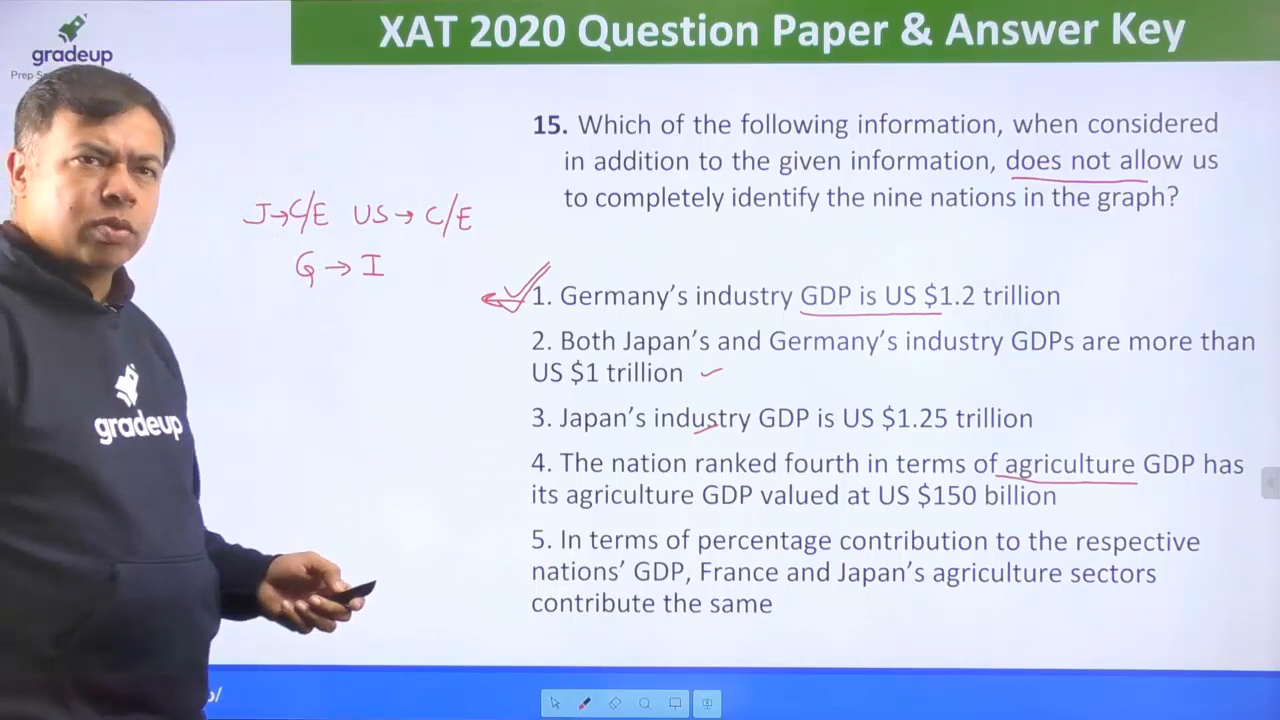 gradeup
XAT 2020 Question Paper & Answer Key
15. Which of the following information, when considered
in addition to the given information, does not allow us
to completely identify the nine nations in the graph?
J→C/E US→ C/E
G → I
1. Germany's industry GDP is US $1.2 trillion
2. Both Japan's and Germany's industry GDPs are more than
US $1 trillion
3. Japan's industry GDP is US $1.25 trillion
4. The nation ranked fourth in terms of agriculture GDP has
its agriculture GDP valued at US $150 billion
5. In terms of percentage contribution to the respective
nations' GDP, France and Japan's agriculture sectors
contribute the same
gradeup